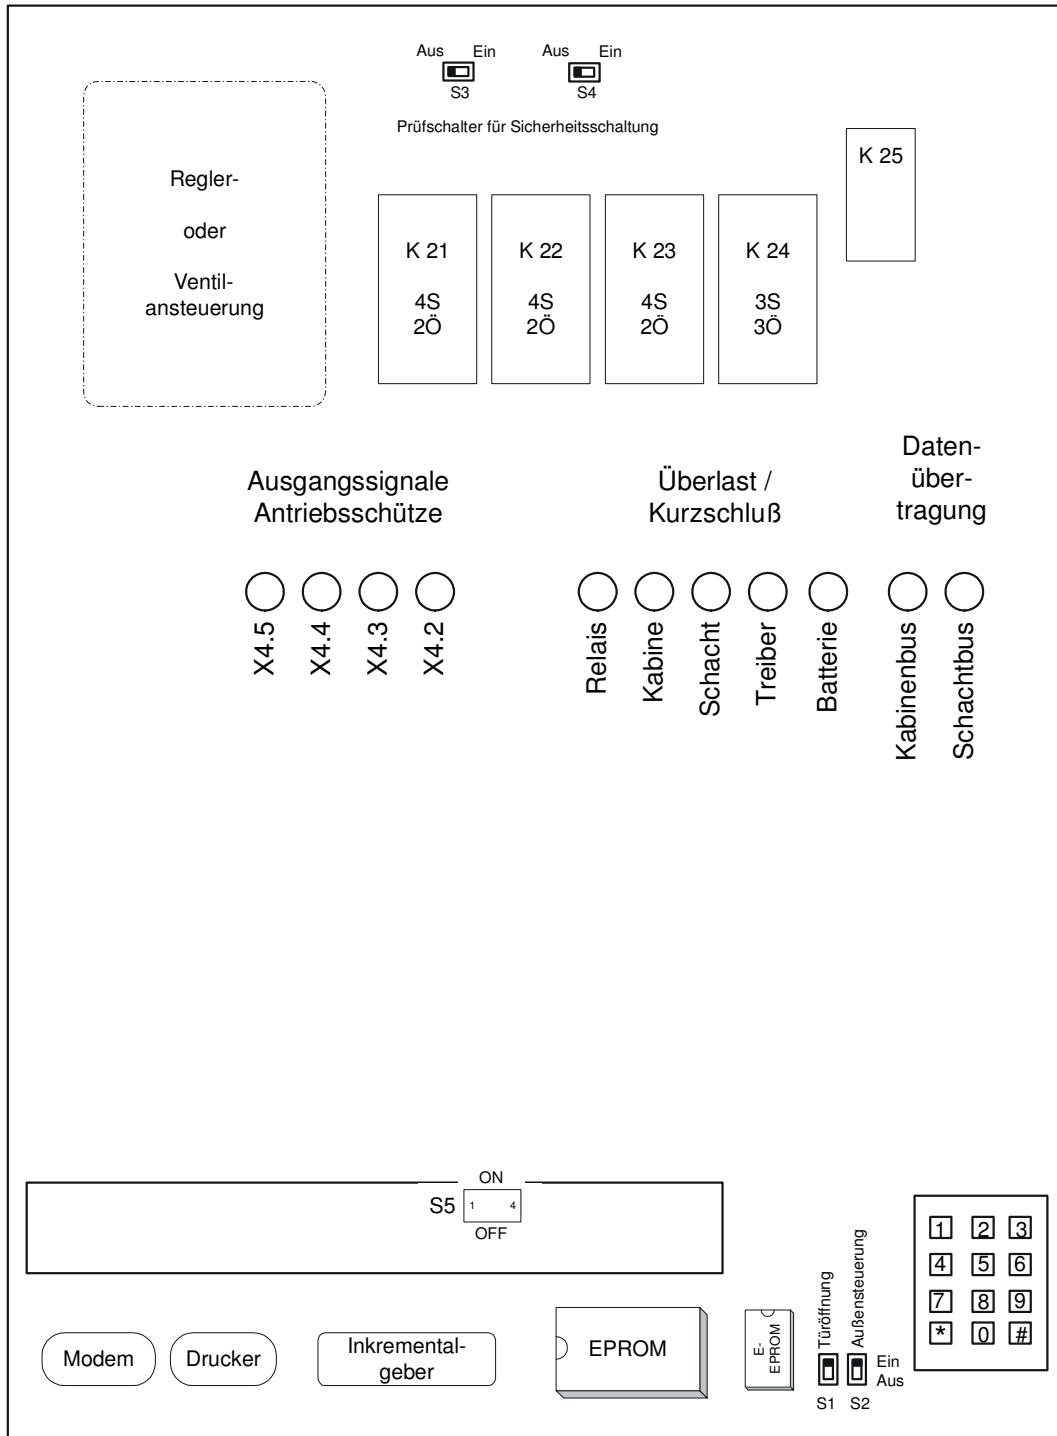 Aus Ein
S3
Aus Ein
S4
Prüfschalter für Sicherheitsschaltung
Regler-
oder
Ventil-
ansteuerung
K 21
4S
2Ö
K 22
4S
2Ö
K 23
4S
2Ö
K 24
3S
3Ö
K 25
Ausgangssignale
Antriebsschütze
X4.5
X4.4
X4.3
X4.2
Überlast /
Kurzschluß
Relais
Kabine
Schacht
Treiber
Batterie
Daten-
über-
tragung
Kabinenbus
Schachtbus
ON
S5
1 4
OFF
Modem
Drucker
Inkremental-
geber
EPROM
E-
EPROM
Türöffnung
S1
Außensteuerung
S2
Ein
Aus
1 2 3
4 5 6
7 8 9
* 0 #